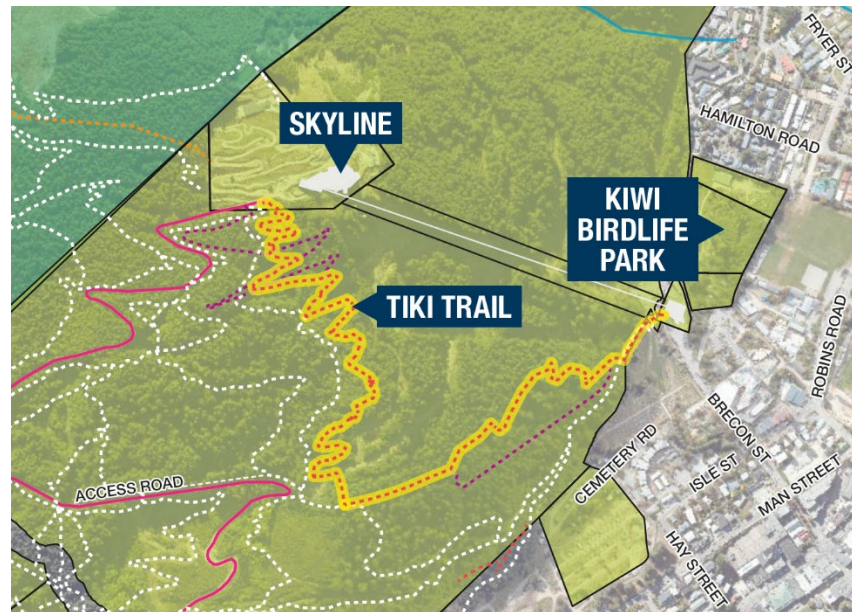 FRYER ST
HAMILTON ROAD
SKYLINE
KIWI
BIRDLIFE
PARK
TIKI TRAIL
ROBINS ROAD
BRECON ST
CEMETERY RD
ISLE ST
MAN STREET
ACCESS ROAD
HAY STREET